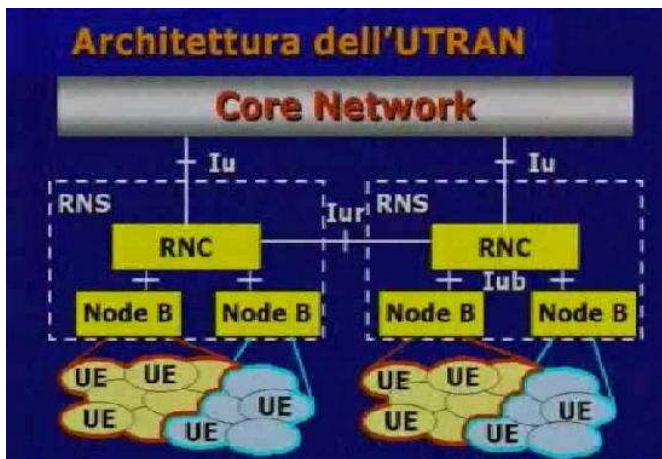 Architettura dell'UTRAN
Core Network
Iu
Iu
RNS
Iur
RNS
RNC
RNC
Iub
Node B
Node B
Node B
Node B
UE
UE
UE
UE
UE
UE
UE
UE
UE
UE